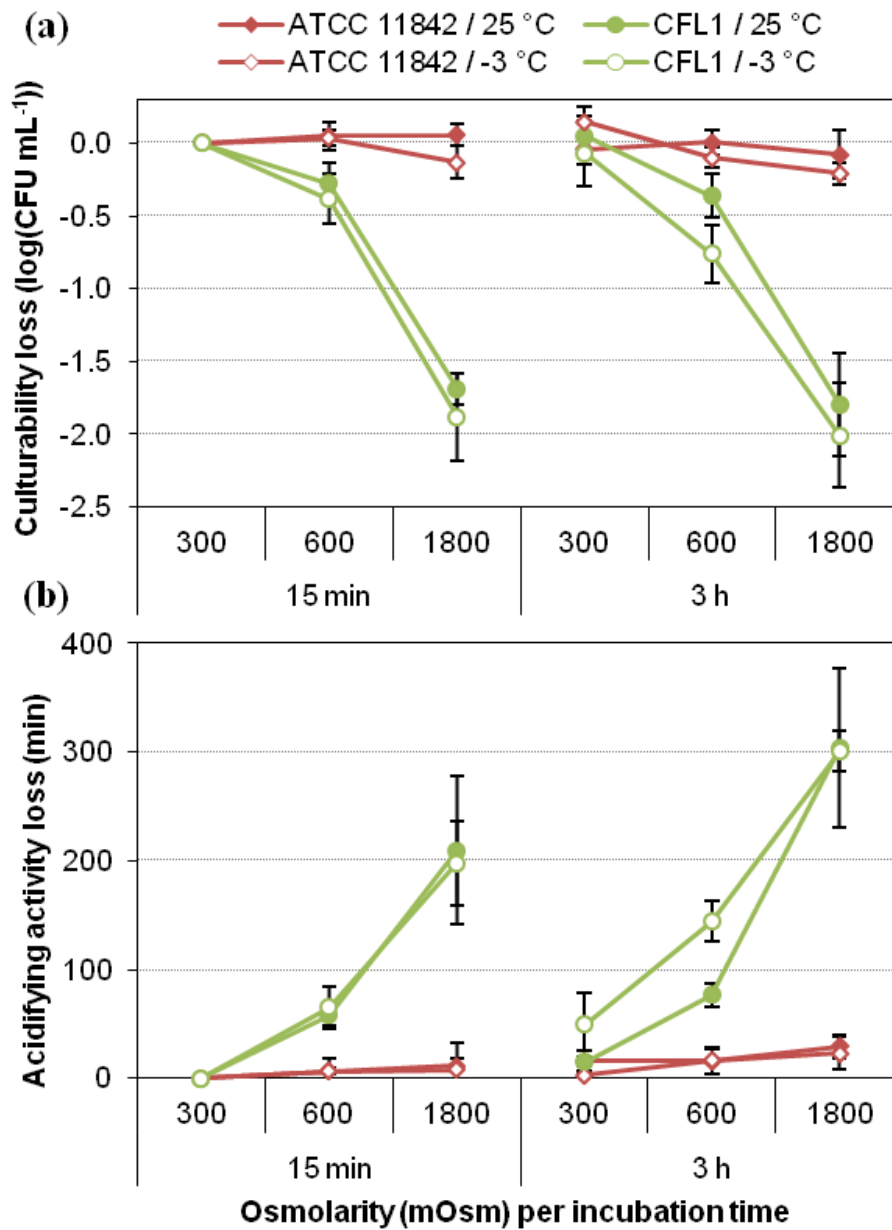 (a)
ATCC 11842 / 25 °C CFL1 / 25 °C
ATCC 11842 / -3 °C CFL1 / -3 °C
Culturability loss (log(CFU mL-1))
0.0
-0.5
-1.0
-1.5
-2.0
-2.5
300 600 1800 300 600 1800
15 min 3 h
(b)
Acidifying activity loss (min)
400
300
200
100
0
300 600 1800 300 600 1800
15 min 3 h
Osmolarity (mOsm) per incubation time